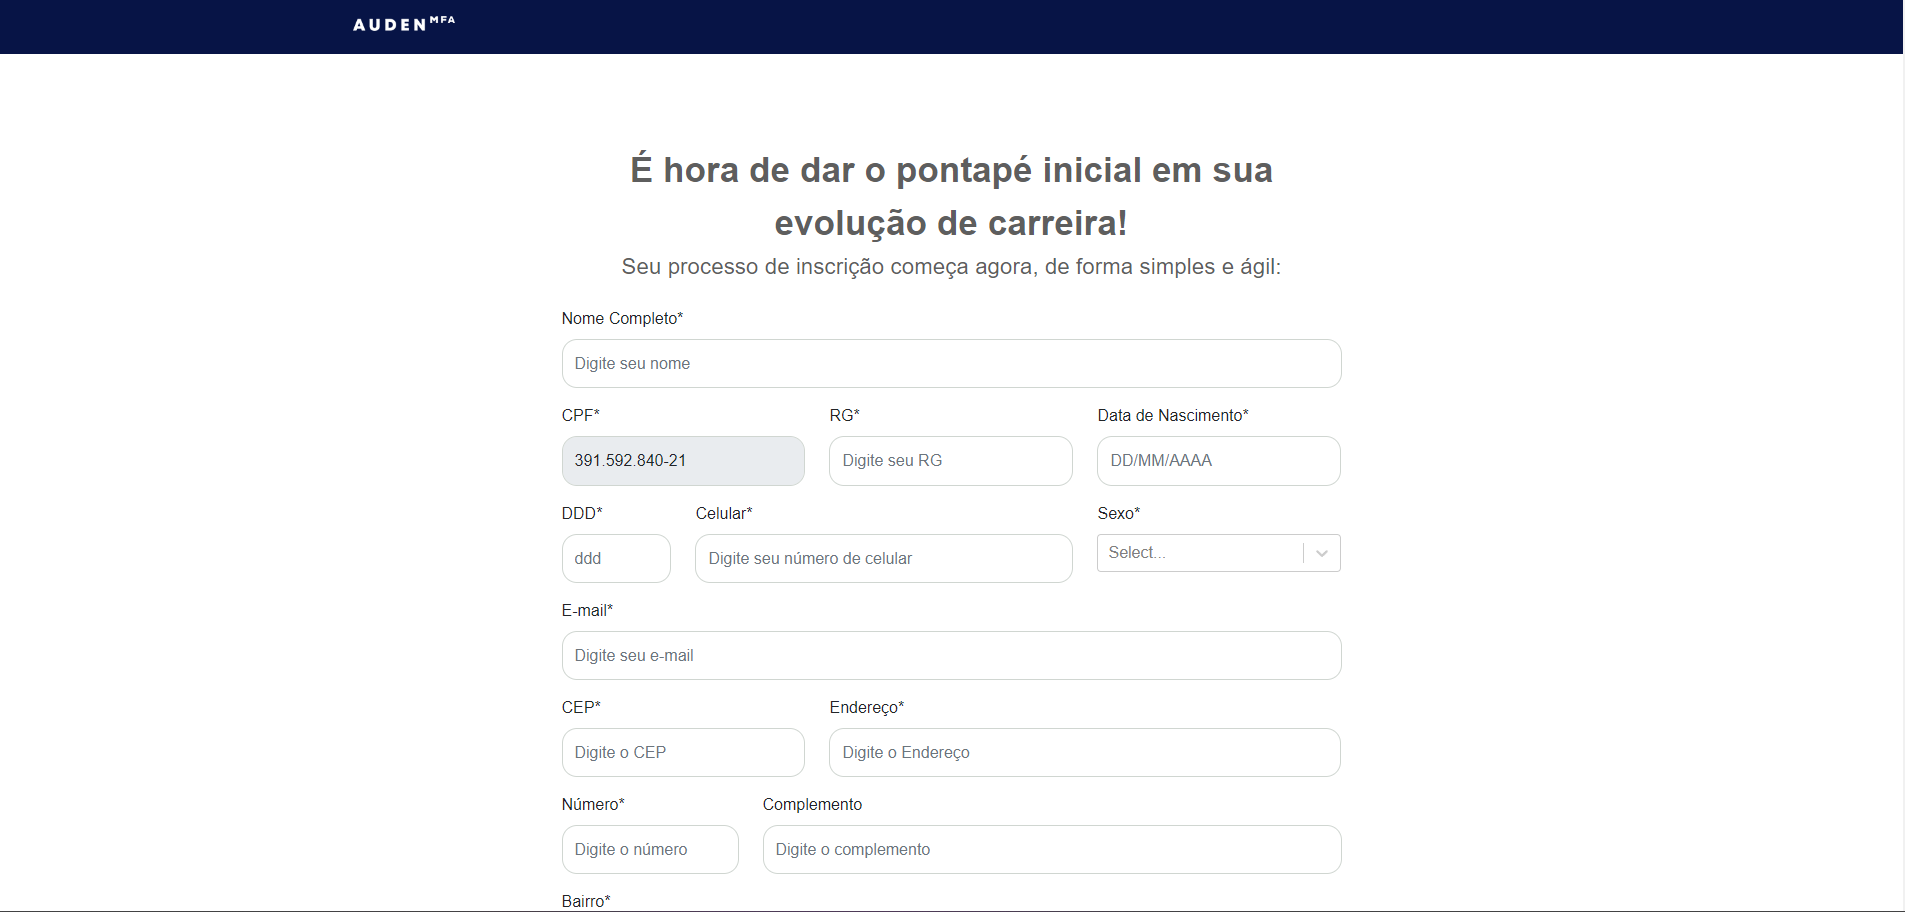 AUDEN MFA
É hora de dar o pontapé inicial em sua
evolução de carreira!
Seu processo de inscrição começa agora, de forma simples e ágil:
Nome Completo*
Digite seu nome
CPF* RG* Data de Nascimento*
391.592.840-21 Digite seu RG DD/MM/AAAA
DDD* Celular* Sexo*
ddd Digite seu número de celular Select...
E-mail*
Digite seu e-mail
CEP* Endereço*
Digite o CEP Digite o Endereço
Número* Complemento
Digite o número Digite o complemento
Bairro*